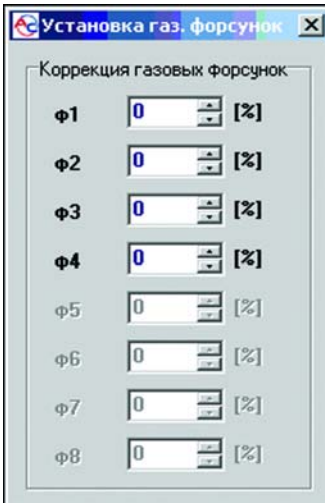 Установка газ. форсунок
Коррекция газовых форсунок
ф1 0 [%]
ф2 0 [%]
ф3 0 [%]
ф4 0 [%]
ф5 0 [%]
ф6 0 [%]
ф7 0 [%]
ф8 0 [%]